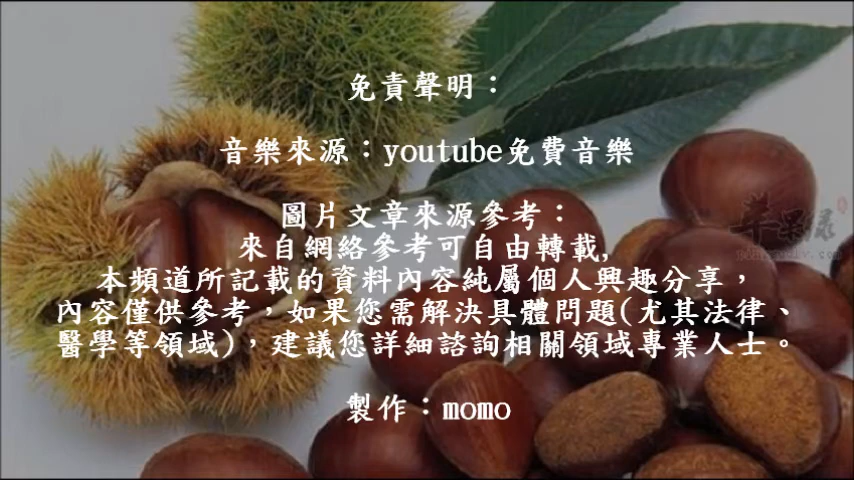 免責聲明：
音樂來源：youtube免費音樂
圖片文章來源參考：
來自網絡參考可自由轉載,
本頻道所記載的資料內容純屬個人興趣分享，
內容僅供參考，如果您需解決具體問題(尤其法律、
醫學等領域)，建議您詳細諮詢相關領域專業人士。
製作：momo